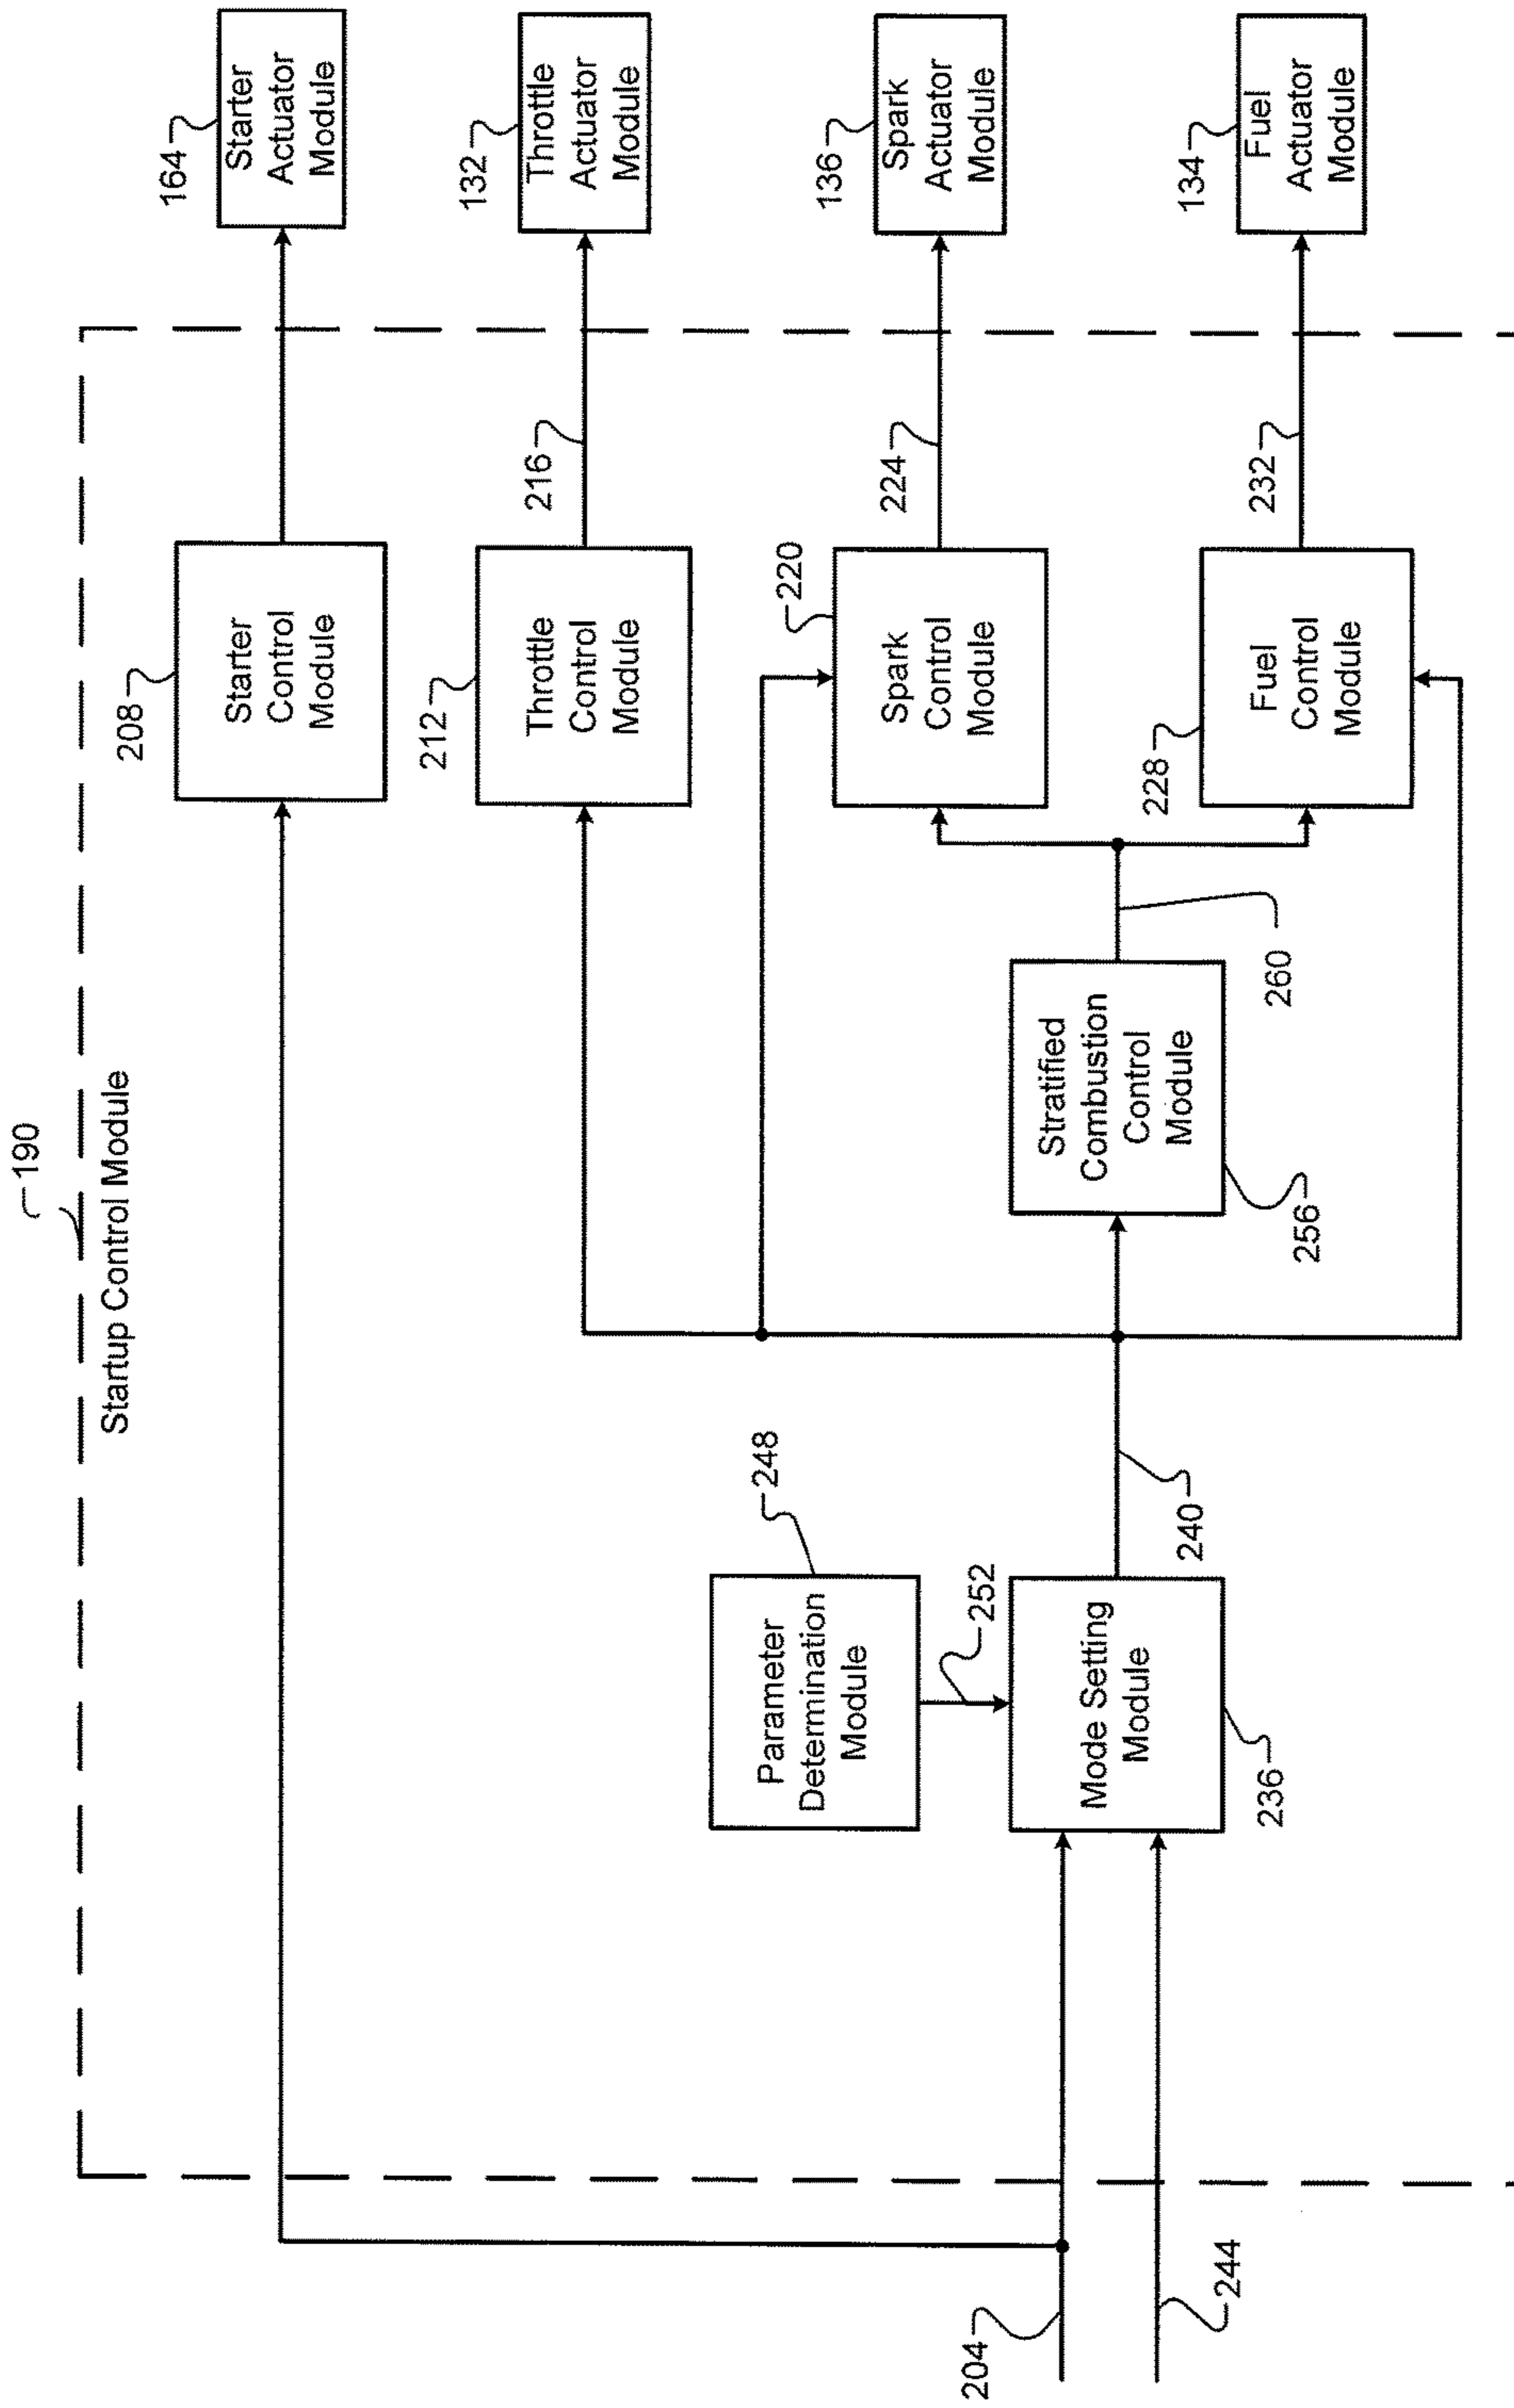 190
Startup Control Module
164
Starter
Actuator
Module
208
Starter
Control
Module
132
Throttle
Actuator
Module
216
212
Throttle
Control
Module
136
Spark
Actuator
Module
224
220
Spark
Control
Module
134
Fuel
Actuator
Module
232
228
Fuel
Control
Module
260
Stratified
Combustion
Control
Module
256
248
Parameter
Determination
Module
252
240
Mode Setting
Module
236
204
244